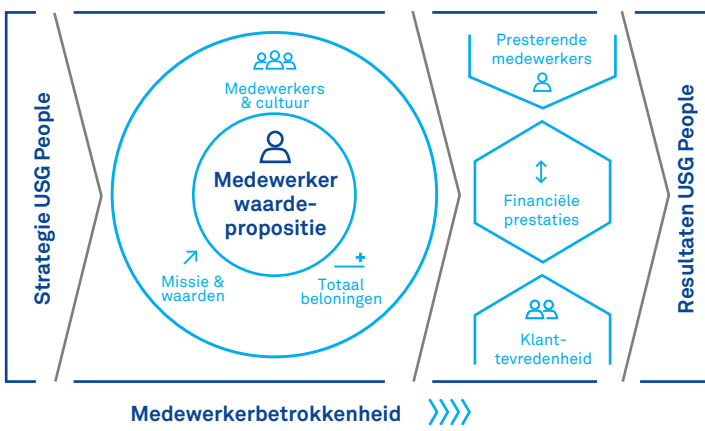 Strategie USG People
Medewerkers
& cultuur
Medewerker
waarde-
propositie
Missie &
waarden
Totaal
beloningen
Presterende
medewerkers
Financiële
prestaties
Klant-
tevredenheid
Resultaten USG People
Medewerkerbetrokkenheid